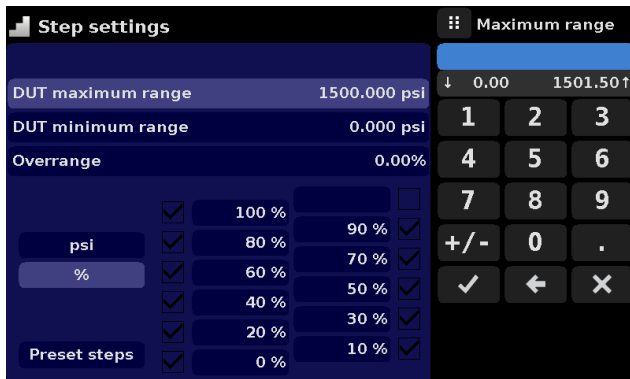 Step settings
DUT maximum range 1500.000 psi
DUT minimum range 0.000 psi
Overrange 0.00%
100 %
90 %
psi
80 %
70 %
%
60 %
50 %
40 %
30 %
20 %
10 %
Preset steps
0 %
Maximum range
↓ 0.00 1501.50↑
1 2 3
4 5 6
7 8 9
+/- 0 .